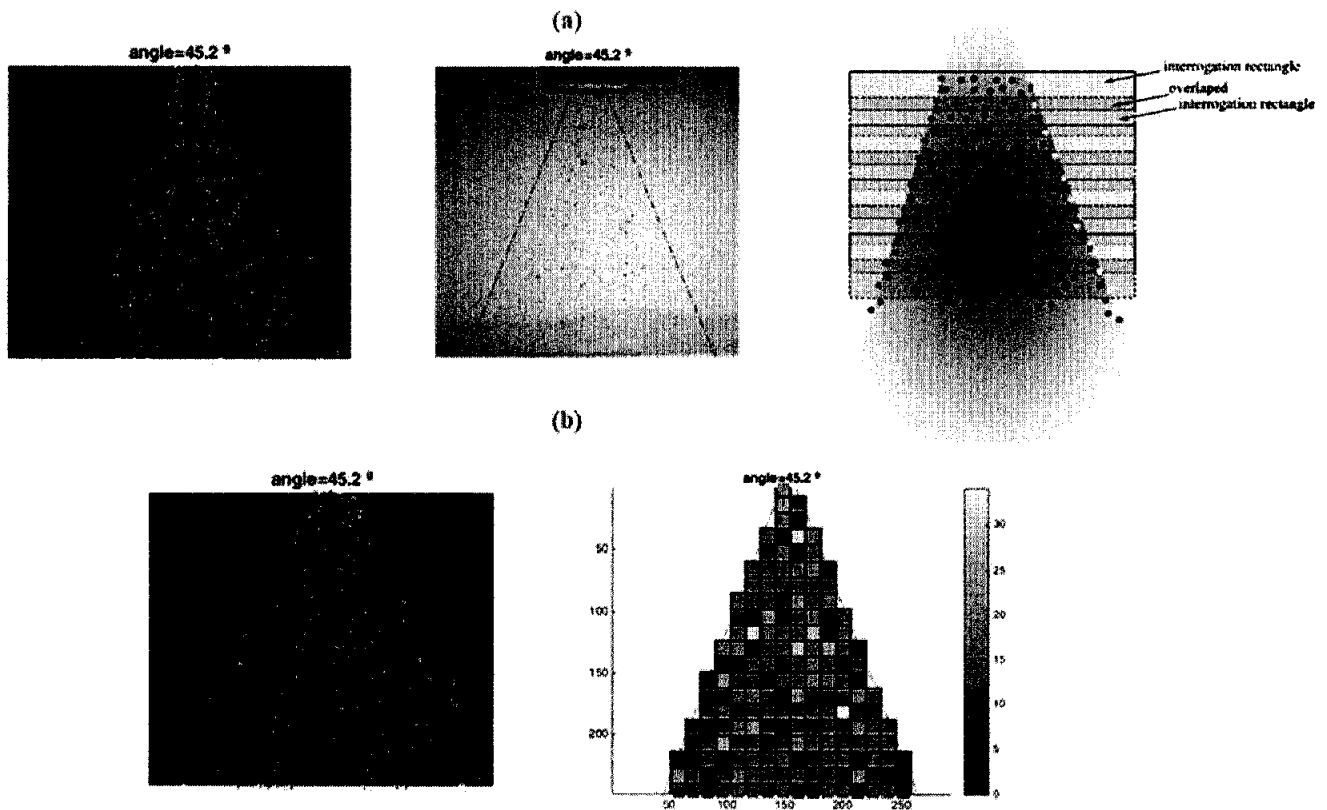 (a)
angle=45.2 °
angle=45.2 °
interrogation rectangle
overlaped
interrogation rectangle
(b)
angle=45.2 °
angle=45.2 °
50
100
150
200
50
100
150
200
250
30
25
20
15
10
5
0